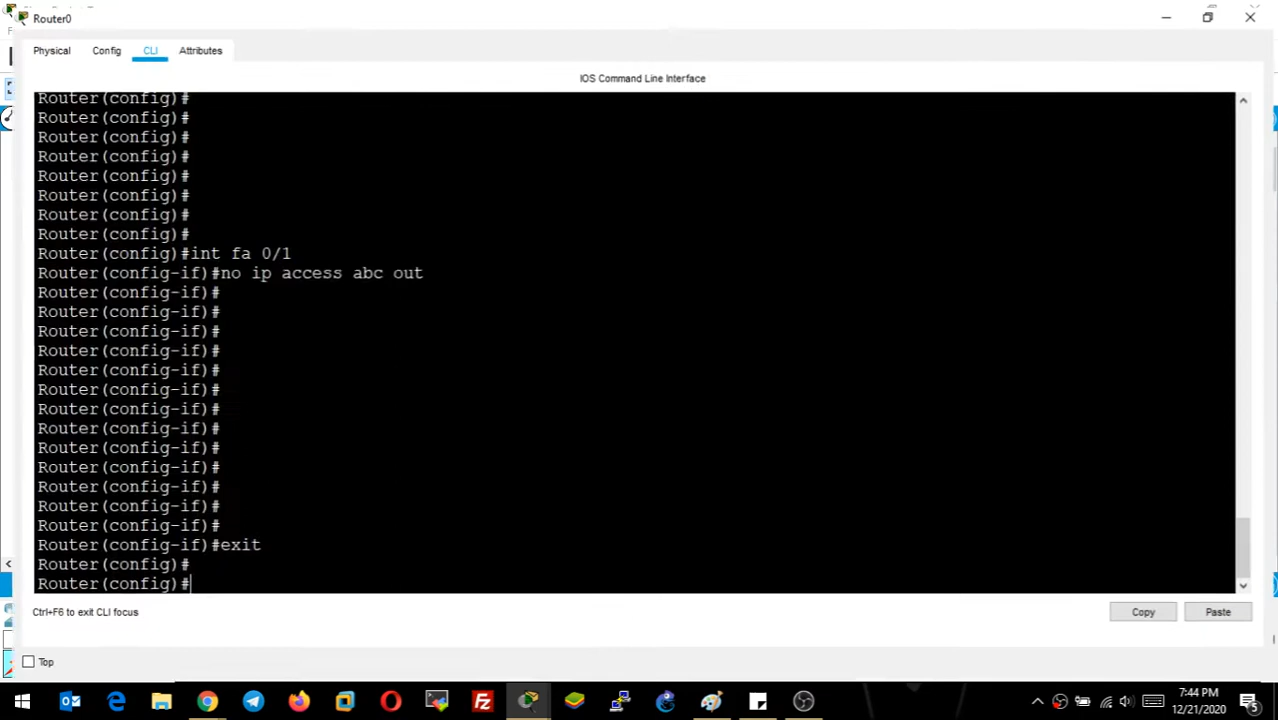 Router0
Physical Config CLI Attributes
IOS Command Line Interface
Router(config)#
Router(config)#
Router(config)#
Router(config)#
Router(config)#
Router(config)#
Router(config)#
Router(config)#
Router(config)#int fa 0/1
Router(config-if)#no ip access abc out
Router(config-if)#
Router(config-if)#
Router(config-if)#
Router(config-if)#
Router(config-if)#
Router(config-if)#
Router(config-if)#
Router(config-if)#
Router(config-if)#
Router(config-if)#
Router(config-if)#
Router(config-if)#
Router(config-if)#
Router(config-if)#exit
Router(config)#
Router(config)#
Ctrl+F6 to exit CLI focus
Copy Paste
Top
7:44 PM
12/21/2020
5